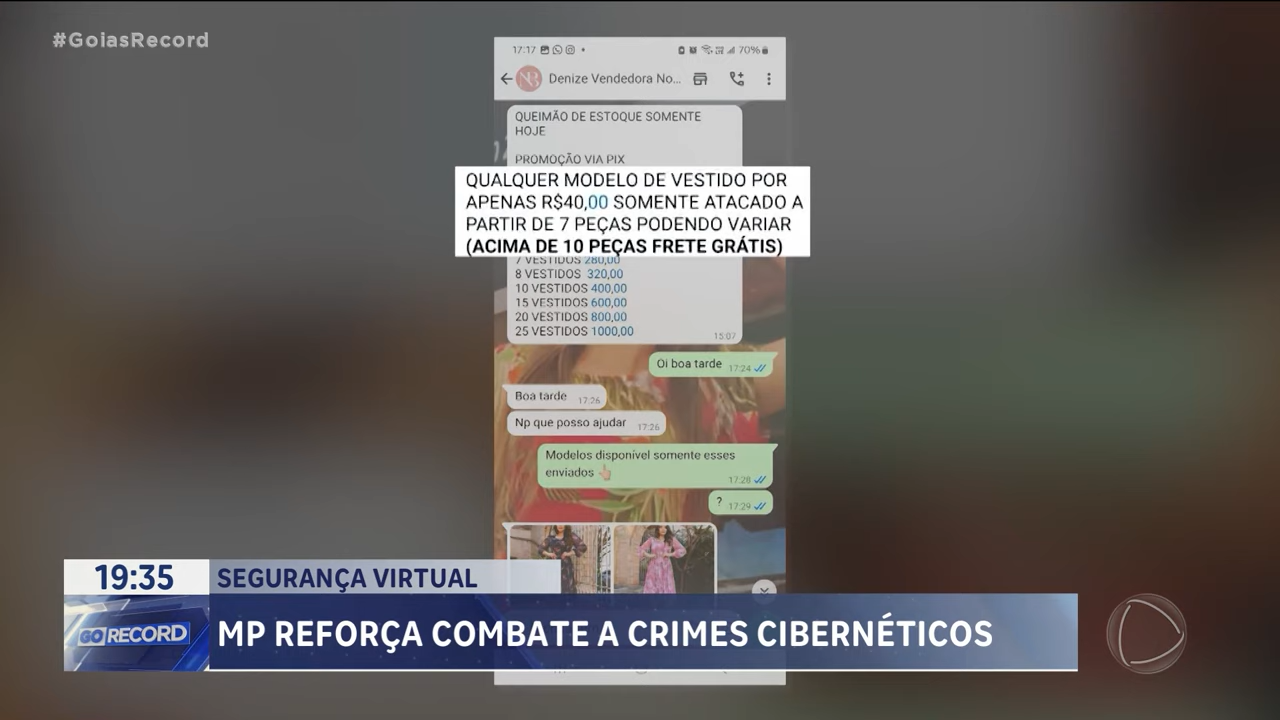 #GoiasRecord
17:17
70%
Denize Vendedora No...
QUEIMÃO DE ESTOQUE SOMENTE
HOJE
PROMOÇÃO VIA PIX
QUALQUER MODELO DE VESTIDO POR
APENAS R$40,00 SOMENTE ATACADO A
PARTIR DE 7 PEÇAS PODENDO VARIAR
(ACIMA DE 10 PEÇAS FRETE GRÁTIS)
7 VESTIDOS 280,00
8 VESTIDOS 320,00
10 VESTIDOS 400,00
15 VESTIDOS 600,00
20 VESTIDOS 800,00
25 VESTIDOS 1000,00
15:07
Oi boa tarde 17:24
Boa tarde 17:26
Np que posso ajudar 17:26
Modelos disponível somente esses
enviados 👆🏼
17:28
? 17:29
19:35 SEGURANÇA VIRTUAL
GO RECORD
MP REFORÇA COMBATE A CRIMES CIBERNÉTICOS